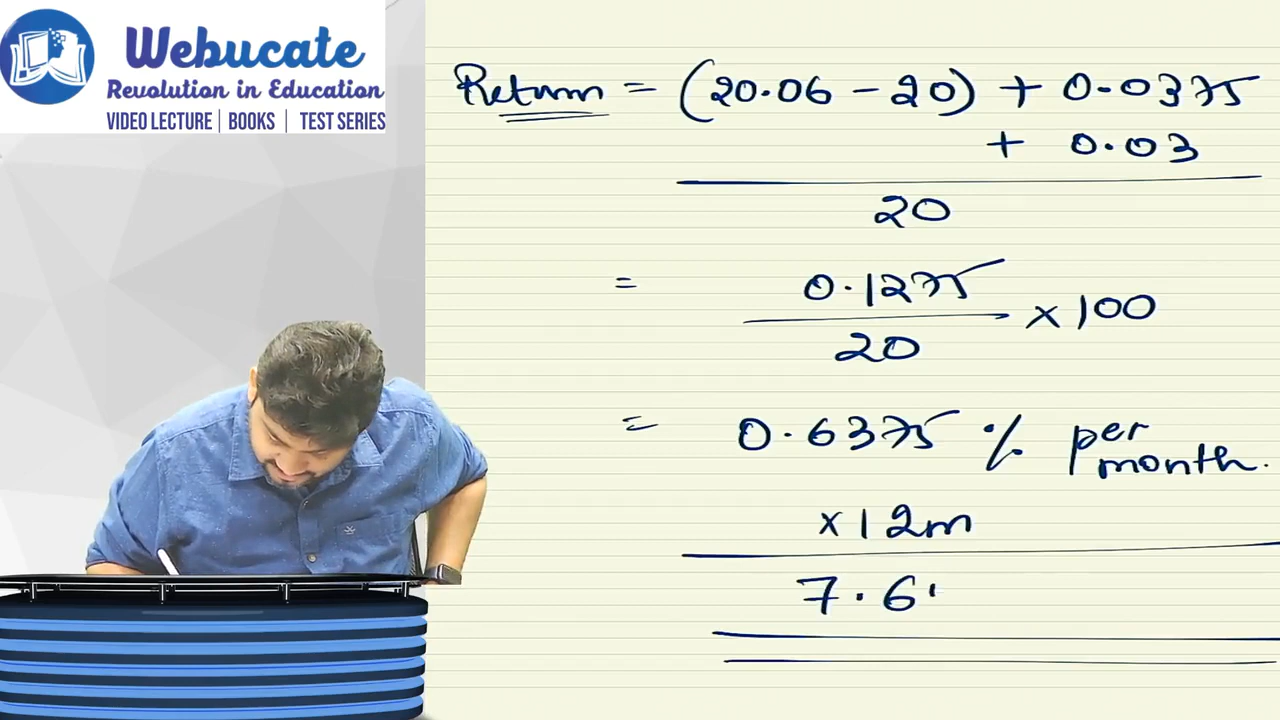 Webucate
Revolution in Education
VIDEO LECTURE | BOOKS | TEST SERIES
Return = (20.06 - 20) + 0.0375
+ 0.03
20
= 0.1275
20
× 100
= 0.6375 % per month.
× 12m
7.6